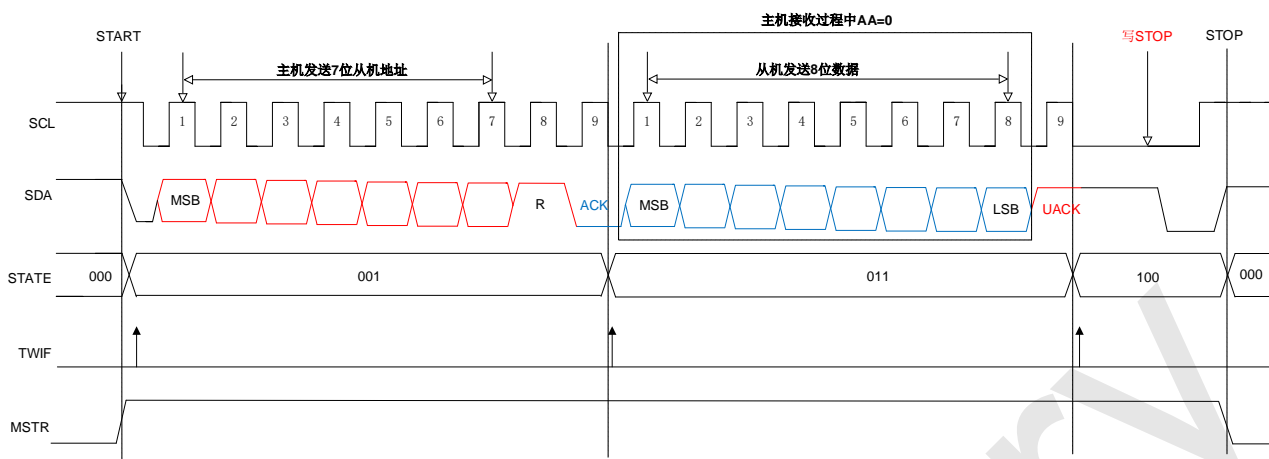 主机接收过程中AA=0
START
写STOP
STOP
主机发送7位从机地址
从机发送8位数据
SCL
1 2 3 4 5 6 7 8 9 1 2 3 4 5 6 7 8 9
SDA
MSB R ACK MSB LSB UACK
STATE
000 001 011 100 000
TWIF
MSTR